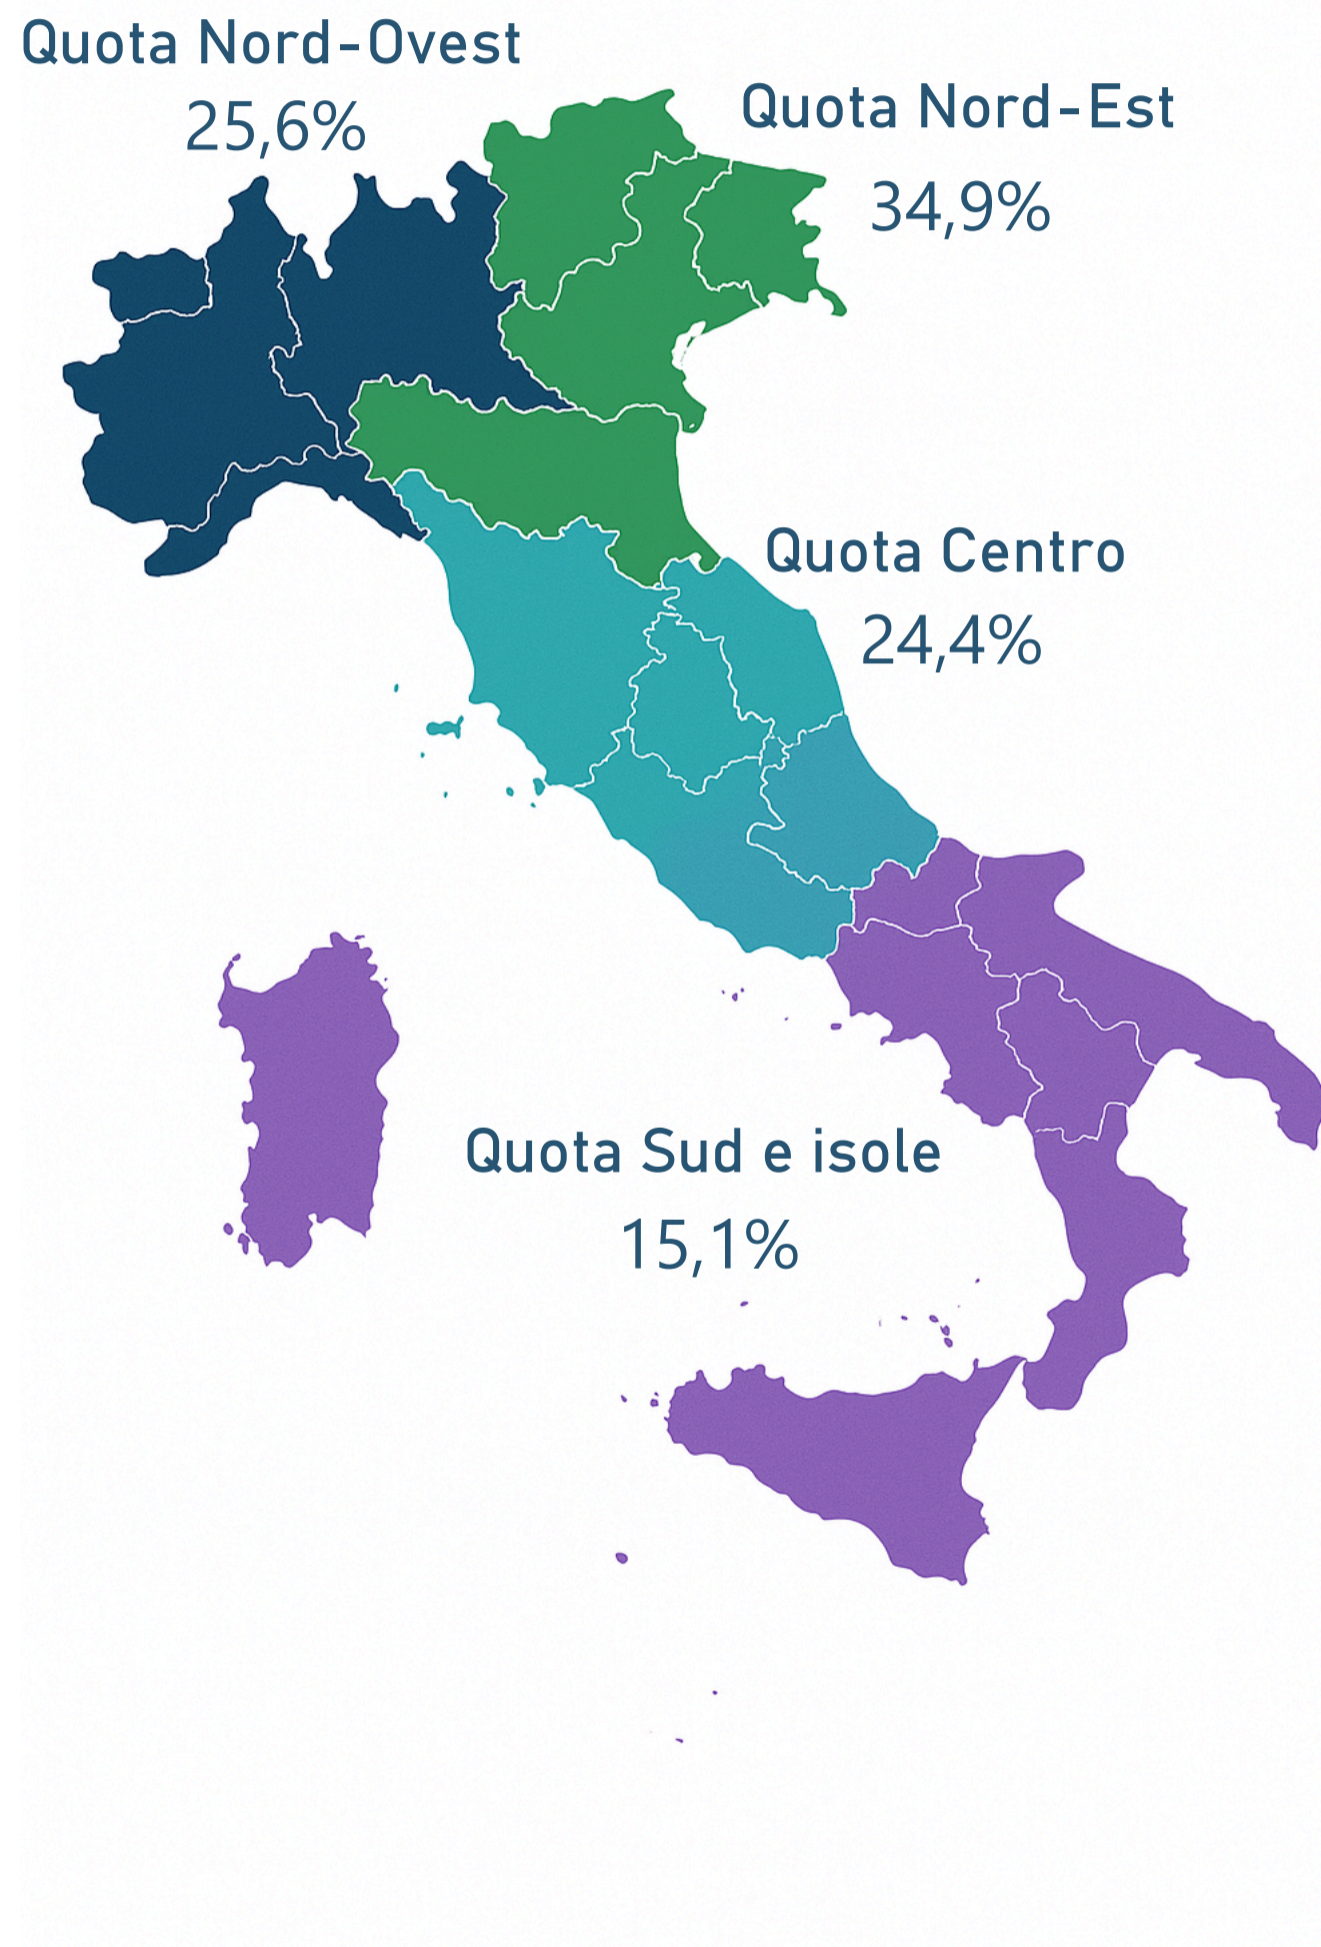 Quota Nord-Ovest
25,6%
Quota Nord-Est
34,9%
Quota Centro
24,4%
Quota Sud e isole
15,1%